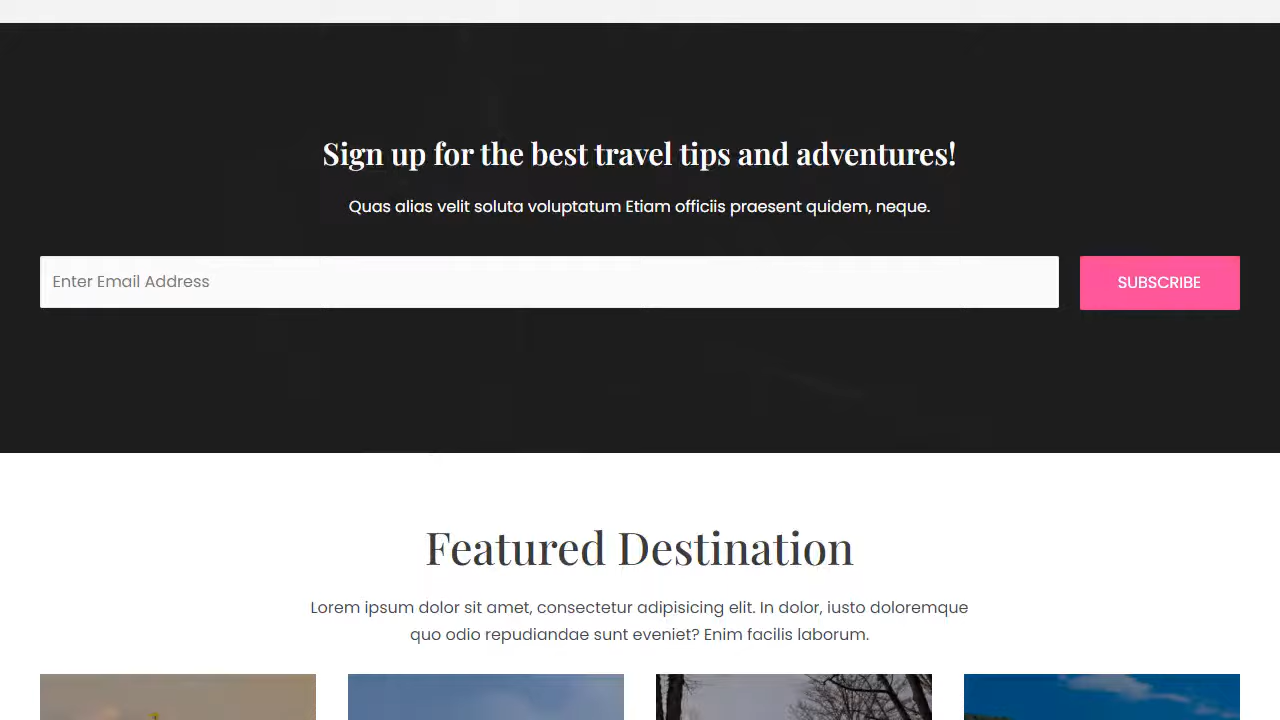 Sign up for the best travel tips and adventures!
Quas alias velit soluta voluptatum Etiam officiis praesent quidem, neque.
Enter Email Address
SUBSCRIBE
Featured Destination
Lorem ipsum dolor sit amet, consectetur adipisicing elit. In dolor, iusto doloremque
quo odio repudiandae sunt eveniet? Enim facilis laborum.